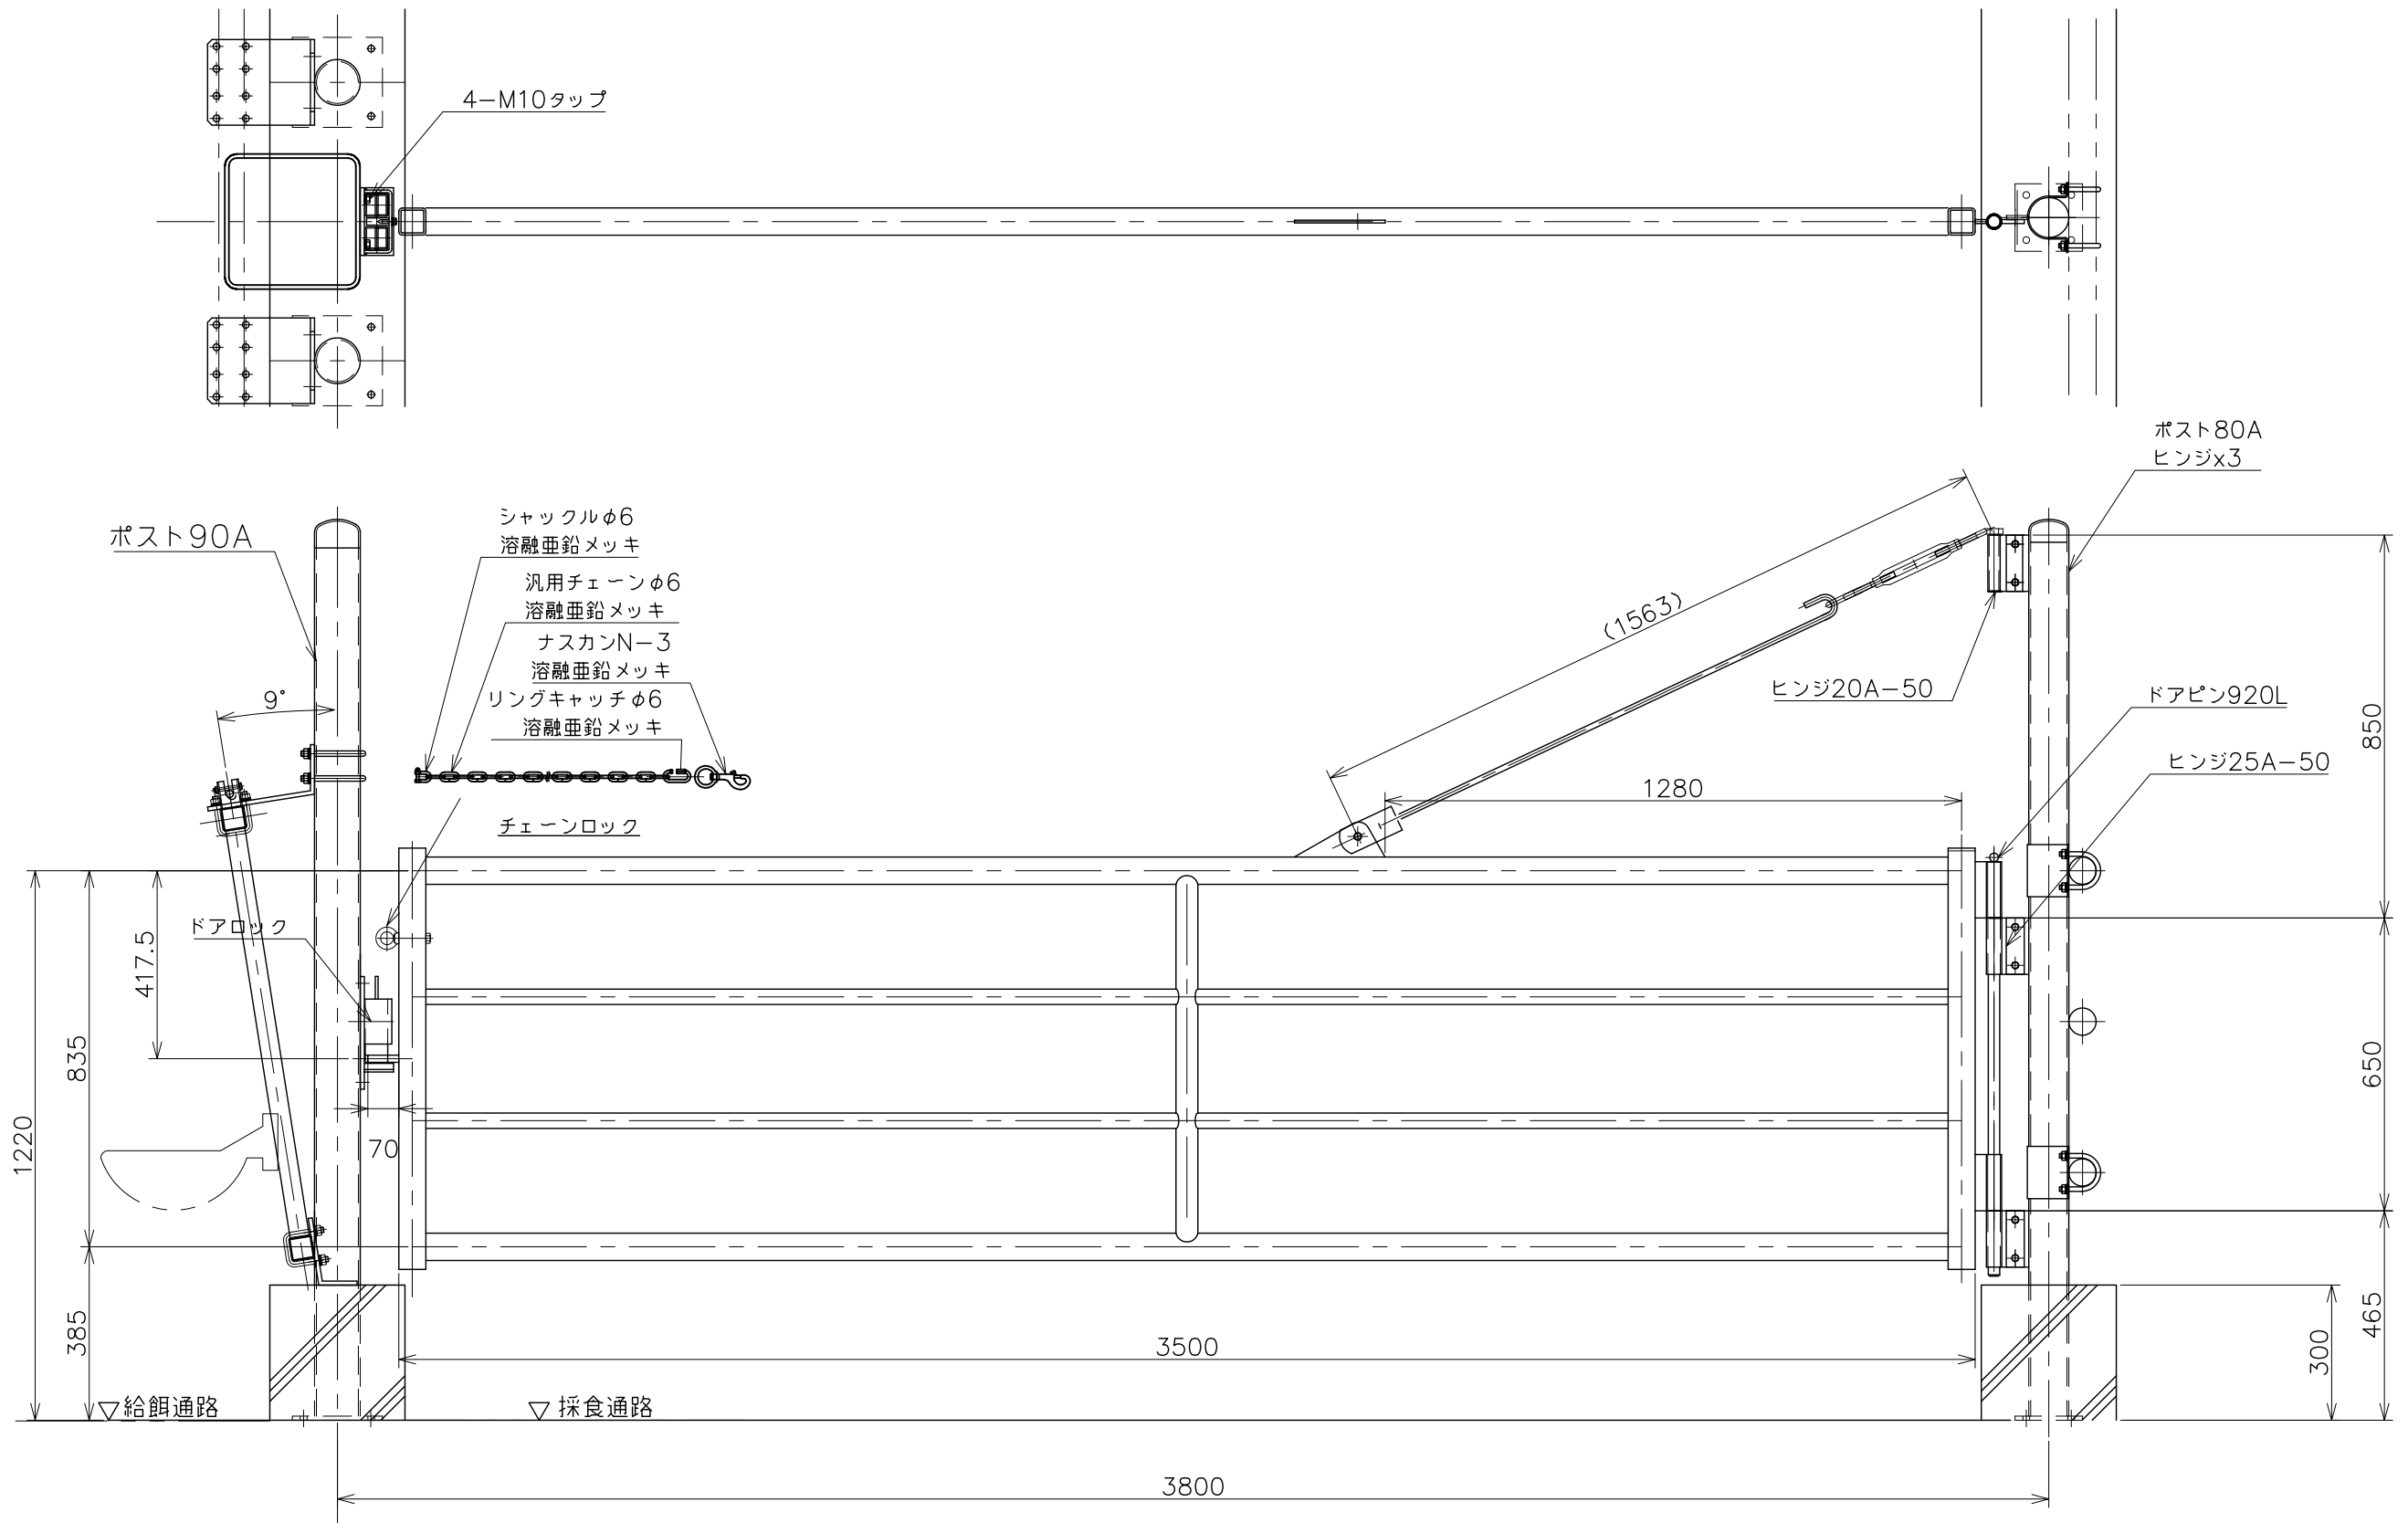 4-M10タップ
ポスト80A
ヒンジx3
シャックルφ6
溶融亜鉛メッキ
ポスト90A
汎用チェーンφ6
溶融亜鉛メッキ
(1563)
ナスカンN-3
溶融亜鉛メッキ
ヒンジ20A-50
ドアピン920L
9°
リングキャッチφ6
溶融亜鉛メッキ
850
ヒンジ25A-50
1280
チェーンロック
ドアロック
417.5
835
650
1220
70
385
465
3500
300
▽給餌通路
▽ 採食通路
3800